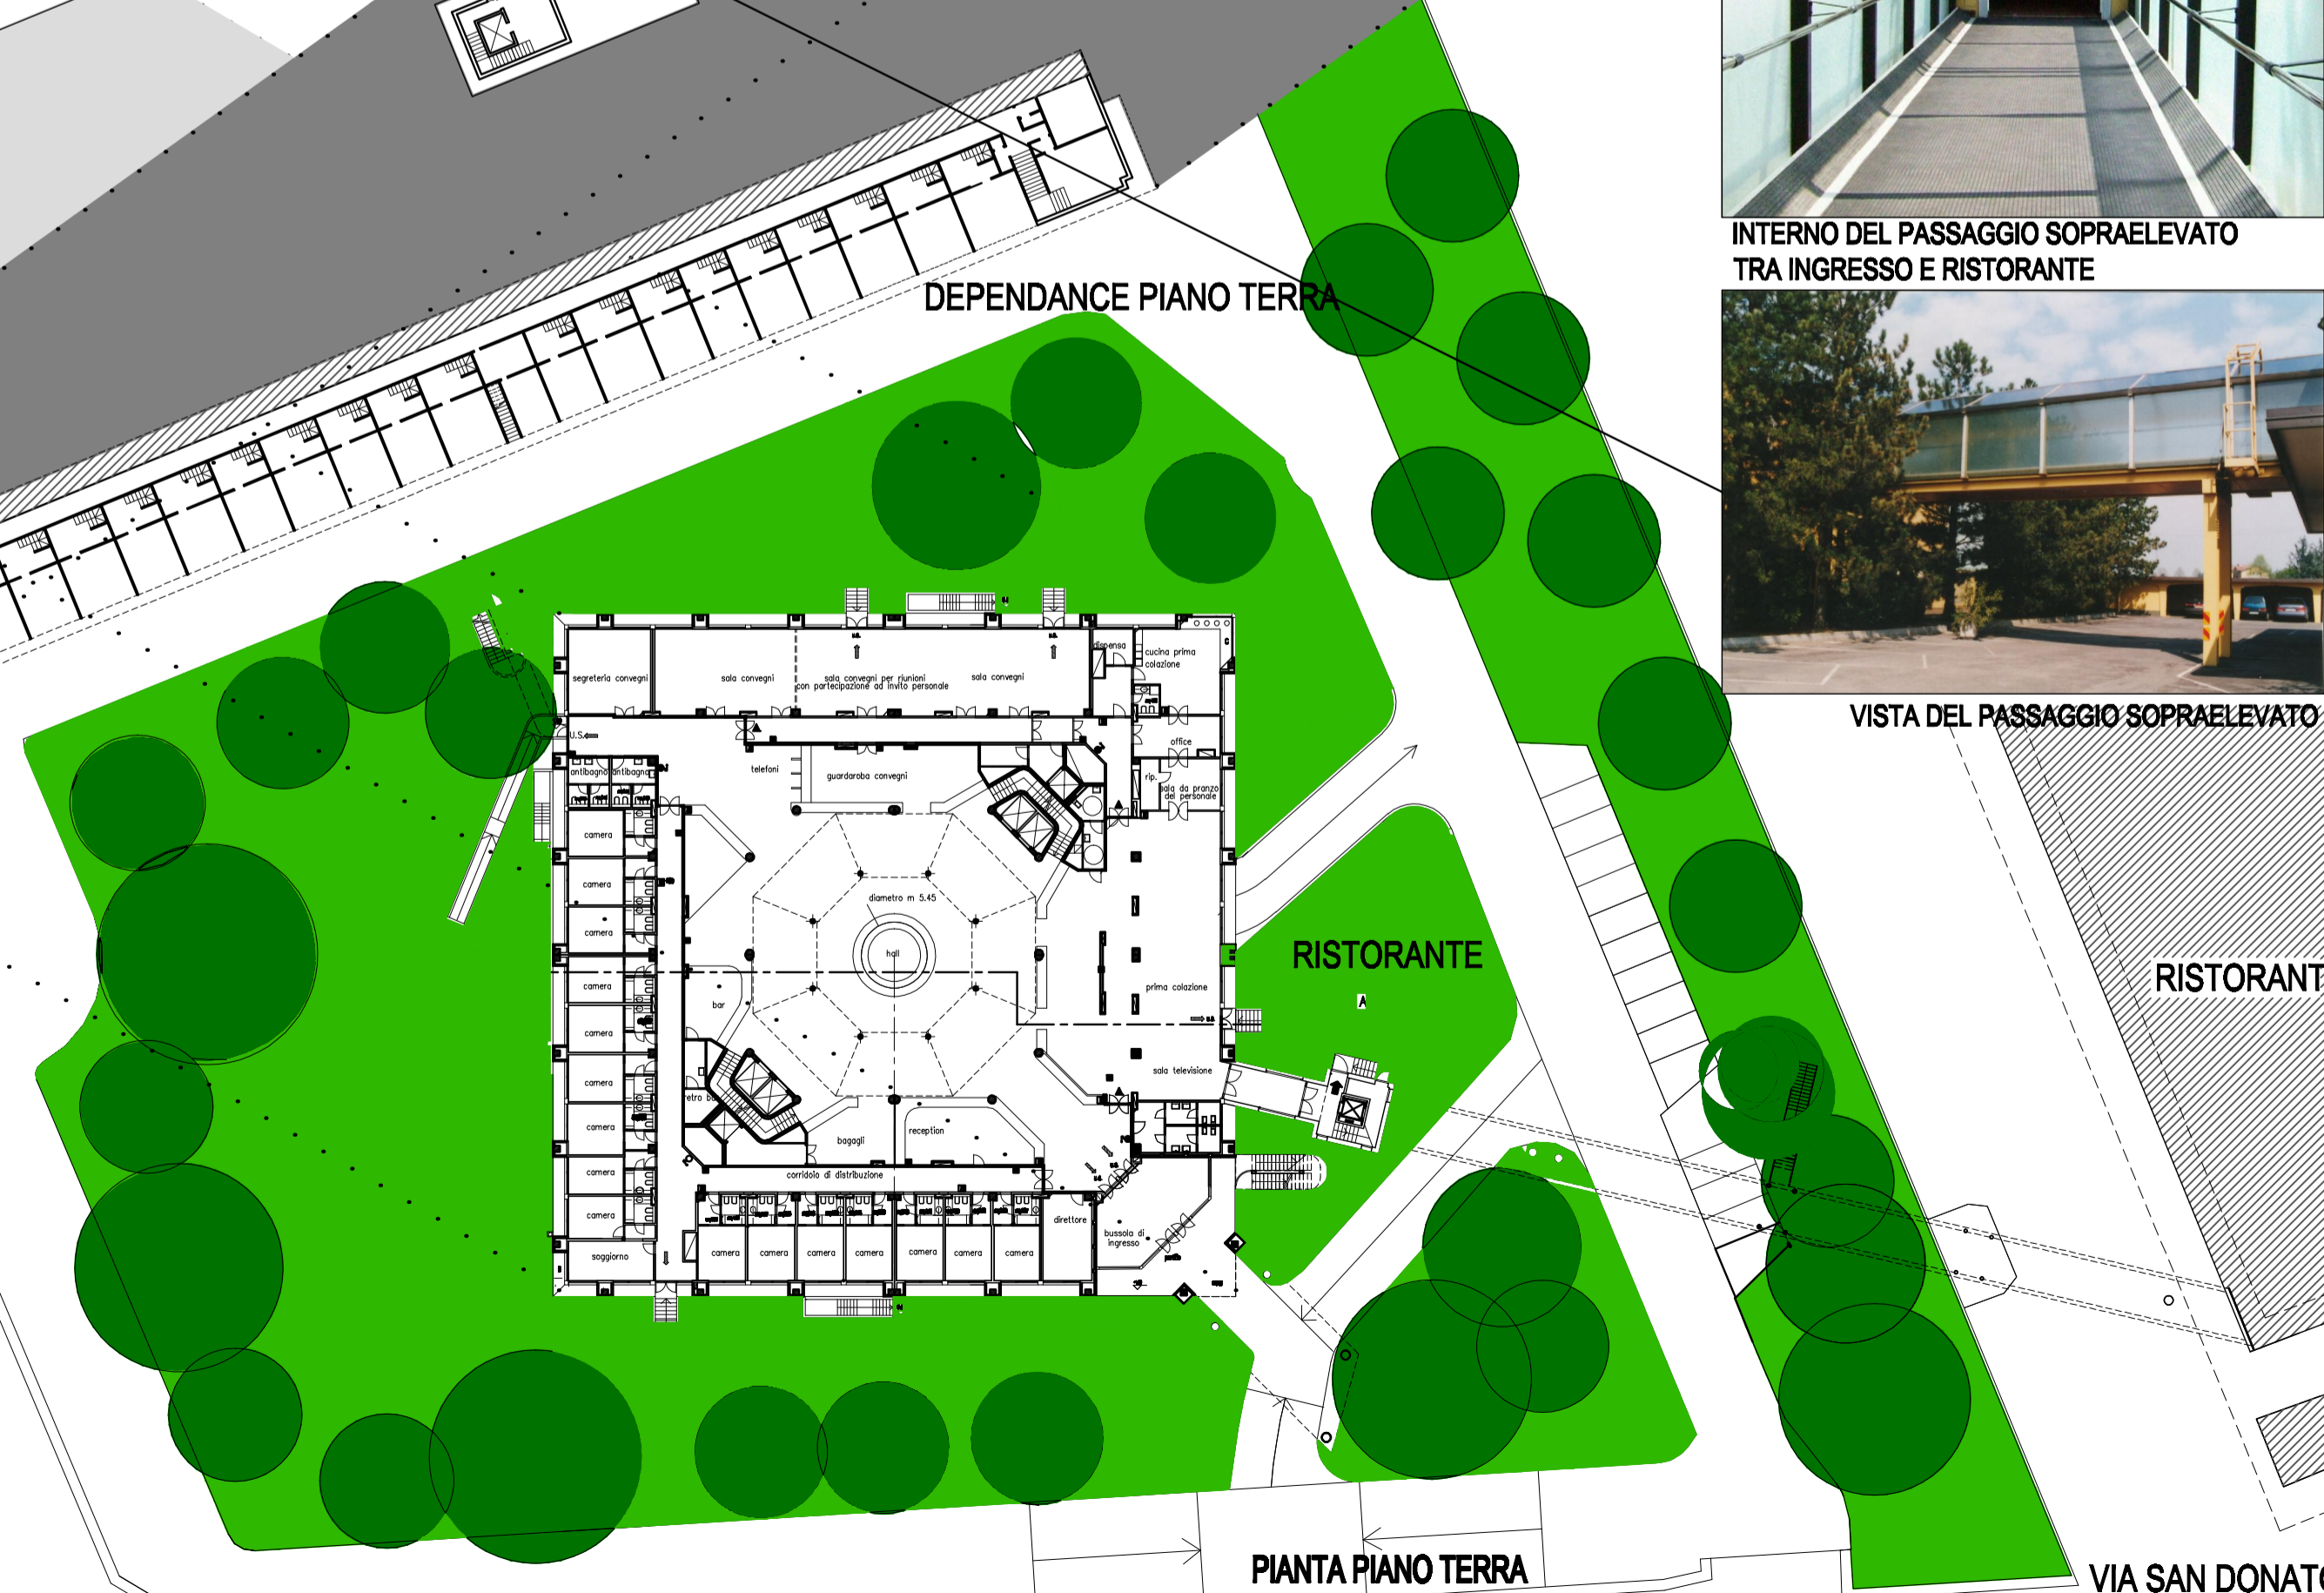 INTERNO DEL PASSAGGIO SOPRAELEVATO
TRA INGRESSO E RISTORANTE
DEPENDANCE PIANO TERRA
VISTA DEL PASSAGGIO SOPRAELEVATO
dispensa
cucina prima
colazione
segreteria convegni
sala convegni
sala convegni per riunioni
con partecipazione ad invito personale
sala convegni
U.S.
office
telefoni
guardaroba convegni
antibagno
antibagno
rip.
sala da pranzo
del personale
camera
camera
camera
diametro m 5.45
hall
RISTORANTE
RISTORANT
camera
prima colazione
bar
A
camera
camera
sala televisione
retro ba
camera
bagagli
reception
camera
corridoio di distribuzione
camera
direttore
bussola di
ingresso
soggiorno
camera
camera
camera
camera
camera
camera
camera
PIANTA PIANO TERRA
VIA SAN DONAT